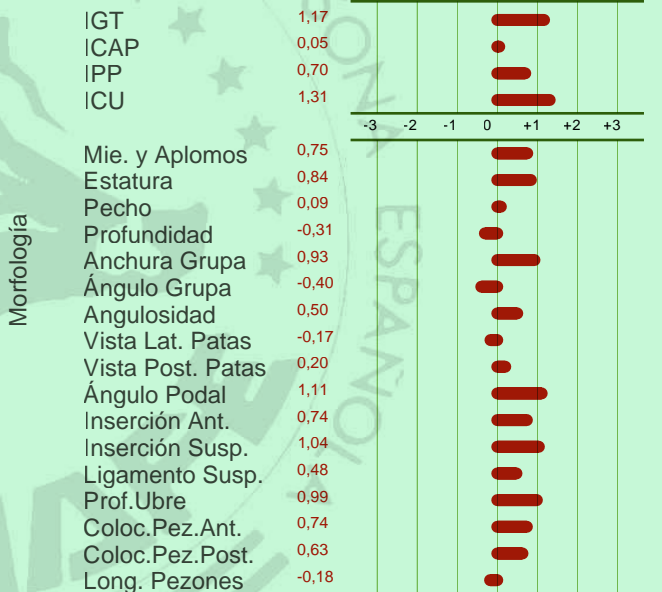 IGT 1,17
ICAP 0,05
IPP 0,70
ICU 1,31
-3 -2 -1 0 +1 +2 +3
Morfología
Mie. y Aplomos 0,75
Estatura 0,84
Pecho 0,09
Profundidad -0,31
Anchura Grupa 0,93
Ángulo Grupa -0,40
Angulosidad 0,50
Vista Lat. Patas -0,17
Vista Post. Patas 0,20
Ángulo Podal 1,11
Inserción Ant. 0,74
Inserción Susp. 1,04
Ligamento Susp. 0,48
Prof.Ubre 0,99
Coloc.Pez.Ant. 0,74
Coloc.Pez.Post. 0,63
Long. Pezones -0,18
ESPAÑOLA